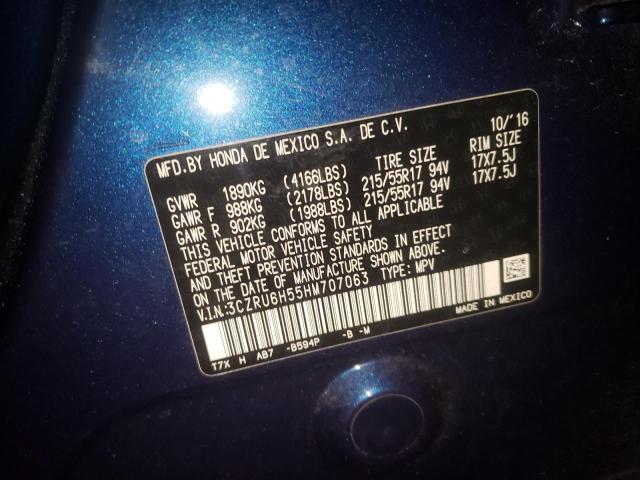 MFD.BY HONDA DE MEXICO S.A. DE C.V. 10/'16
TIRE SIZE RIM SIZE
GVWR 1890KG (4166LBS)
GAWR F 988KG (2178LBS) 215/55R17 94V 17X7.5J
GAWR R 902KG (1988LBS) 215/55R17 94V 17X7.5J
THIS VEHICLE CONFORMS TO ALL APPLICABLE
FEDERAL MOTOR VEHICLE SAFETY
AND THEFT PREVENTION STANDARDS IN EFFECT
ON THE DATE OF MANUFACTURE SHOWN ABOVE.
V.I.N.:3CZRU6H55HM707063 TYPE: MPV
T7X H AB7 -B594P -B -M MADE IN MEXICO